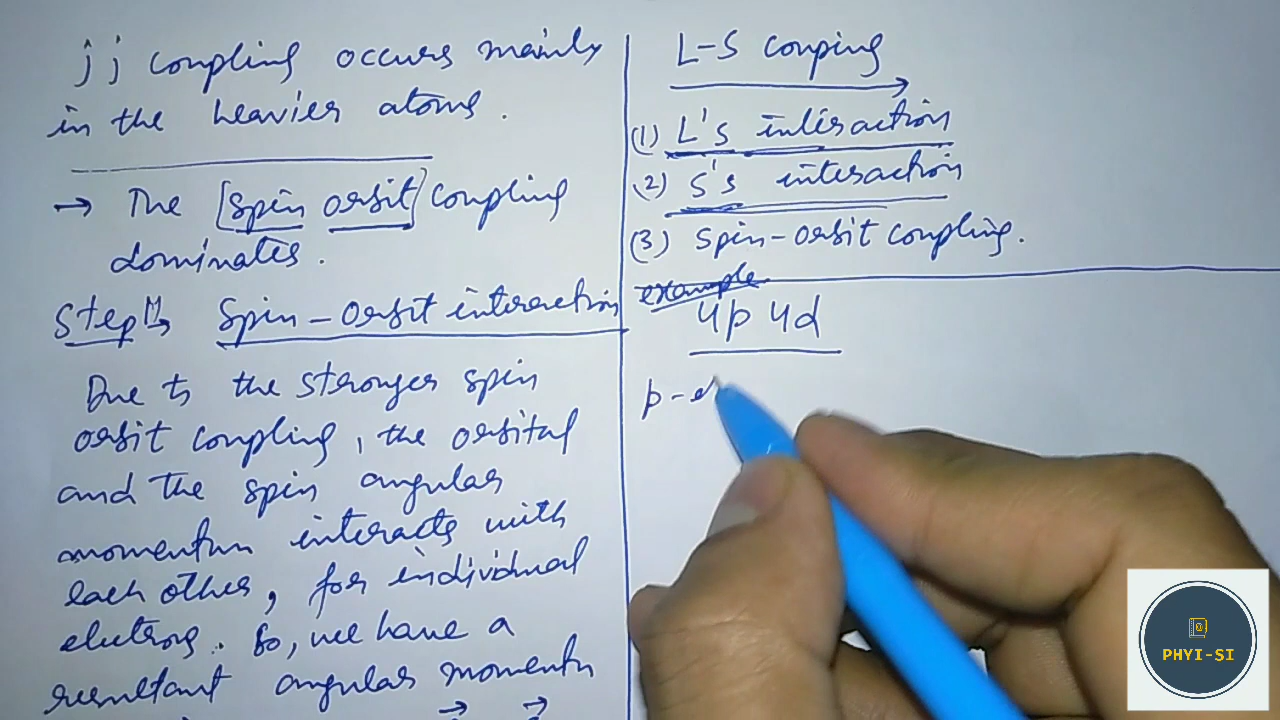 jj coupling occurs mainly
in the heavier atoms.
→ The [spin orbit] coupling
dominates.
Step 1 → Spin-orbit interaction
Due to the stronger spin
orbit coupling, the orbital
and the spin angular
momentum interacts with
each other, for individual
electrons. So, we have a
resultant angular momentum
L-S couping
(1) L's interaction
(2) S's interaction
(3) Spin-orbit coupling.
example
4p 4d
p-e
PHYI-SI